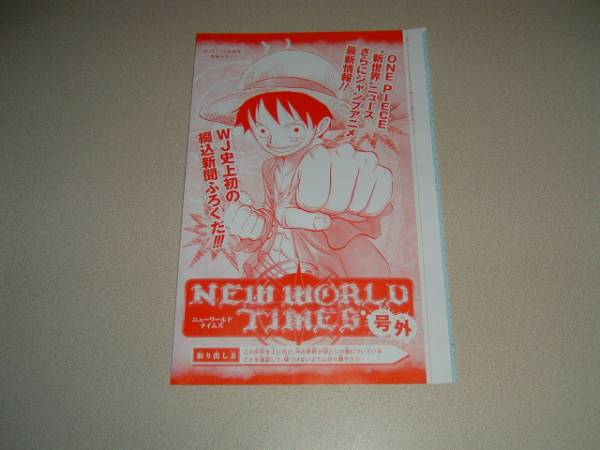 ONE PIECE
"新世界"ニュース、
さらにジャンプアニメ
最新情報!!
WJ史上初の
綴込新聞ふろくだ!!!
NEW WORLD
TIMES
ニューワールド
タイムズ
号外
取り出し方